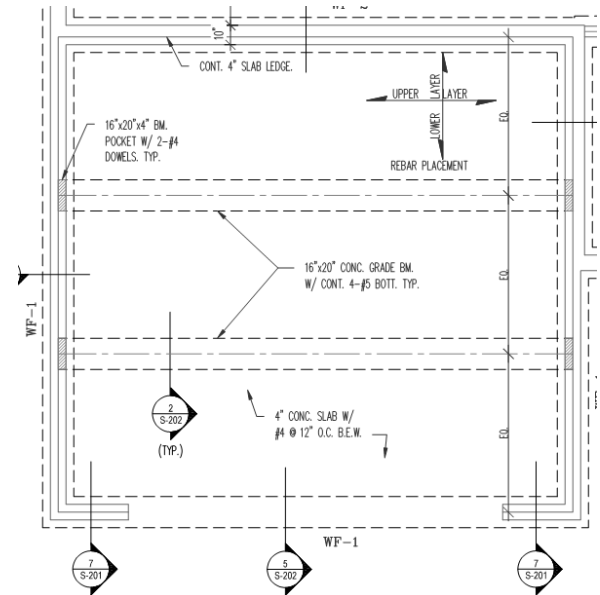 10"
CONT. 4" SLAB LEDGE.
UPPER LAYER
LOWER LAYER
REBAR PLACEMENT
EQ.
16"x20"x4" BM.
POCKET W/ 2-#4
DOWELS. TYP.
16"x20" CONC. GRADE BM.
W/ CONT. 4-#5 BOTT. TYP.
EQ.
WF-1
2
S-202
(TYP.)
4" CONC. SLAB W/
#4 @ 12" O.C. B.E.W.
EQ.
WF-1
7
S-201
5
S-202
7
S-201